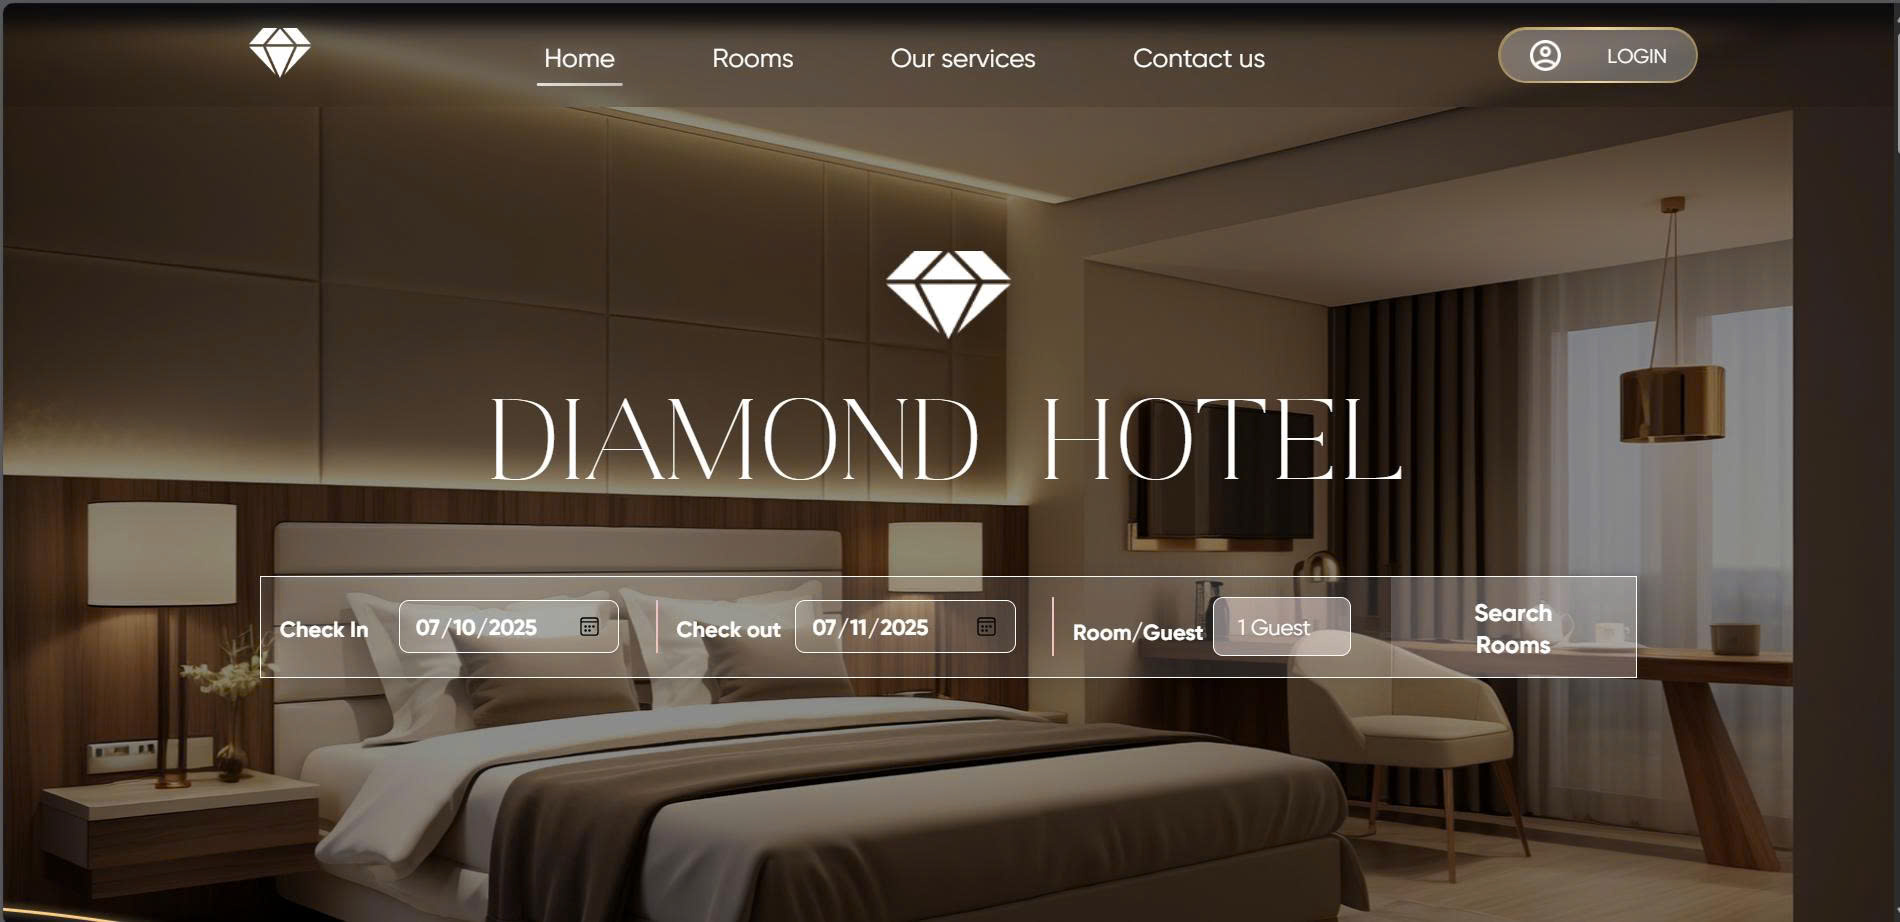 Home
Rooms
Our services
Contact us
LOGIN
DIAMOND HOTEL
Check In
07/10/2025
Check out
07/11/2025
Room/Guest
1 Guest
Search
Rooms